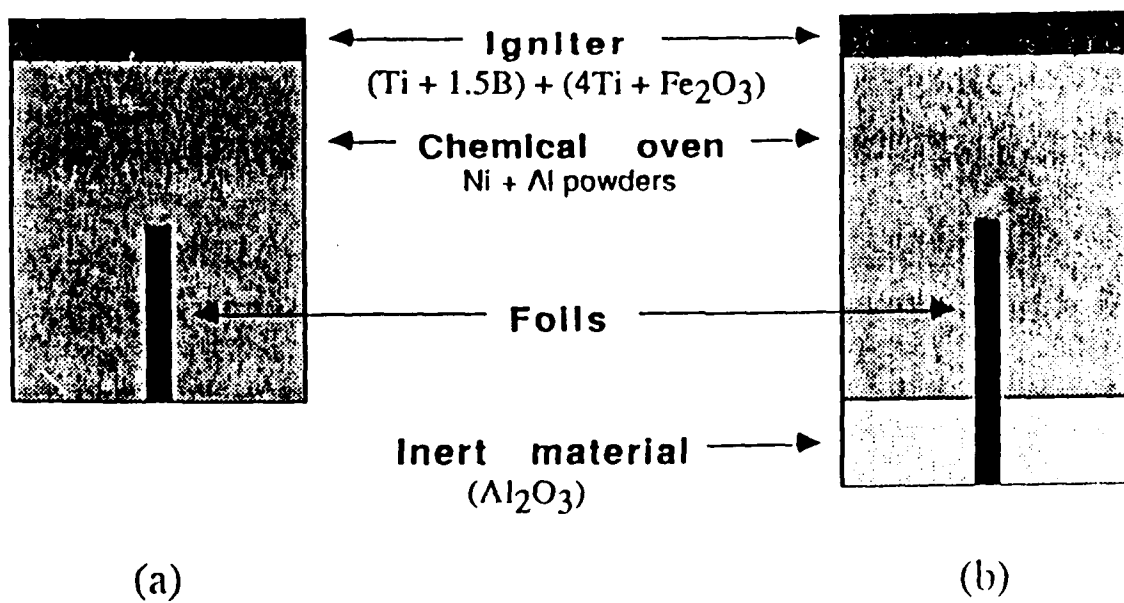 Igniter
(Ti + 1.5B) + (4Ti + Fe₂O₃)
Chemical oven
Ni + Al powders
Foils
Inert material
(Al₂O₃)
(a)
(b)